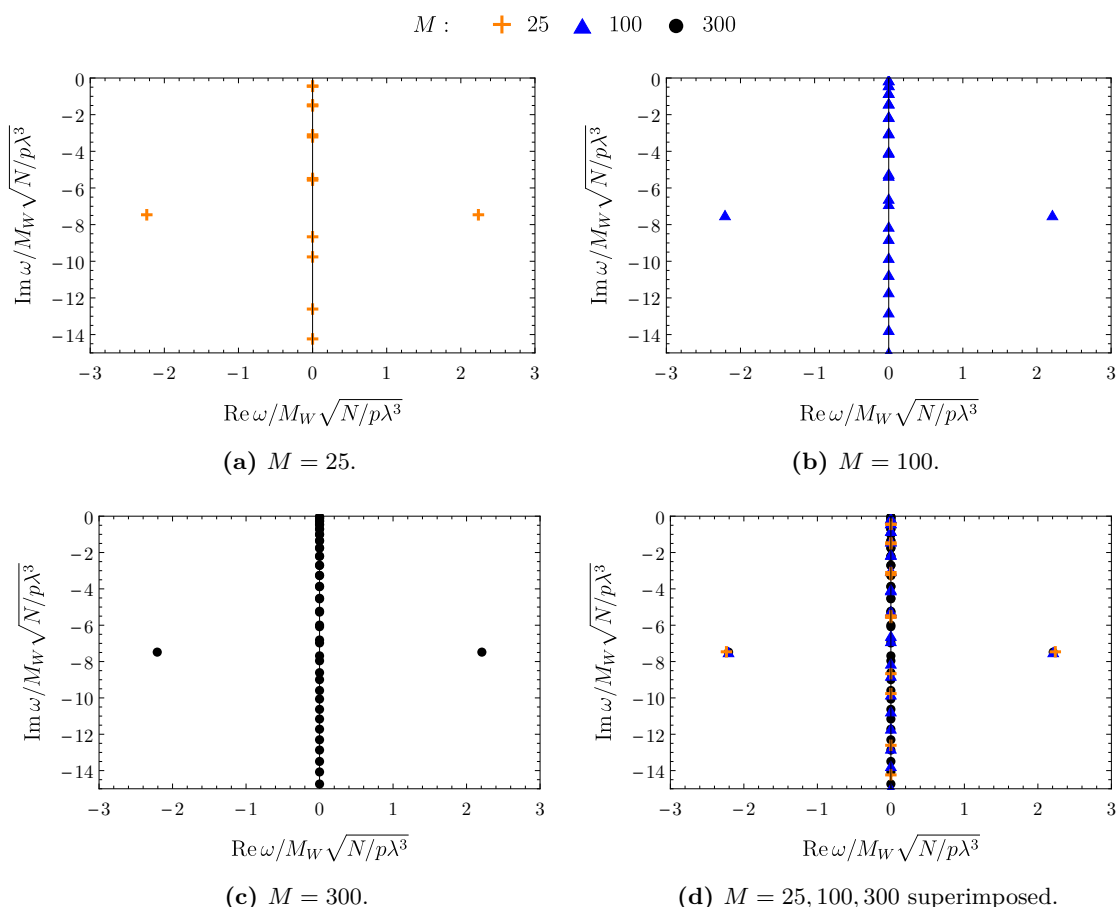 M :  25  100  300
0
−2
−4
−6
−8
−10
−12
−14
Im ω/M_W √N/pλ³
−3 −2 −1 0 1 2 3
Re ω/M_W √N/pλ³
(a) M = 25.
0
−2
−4
−6
−8
−10
−12
−14
Im ω/M_W √N/pλ³
−3 −2 −1 0 1 2 3
Re ω/M_W √N/pλ³
(b) M = 100.
0
−2
−4
−6
−8
−10
−12
−14
Im ω/M_W √N/pλ³
−3 −2 −1 0 1 2 3
Re ω/M_W √N/pλ³
(c) M = 300.
0
−2
−4
−6
−8
−10
−12
−14
Im ω/M_W √N/pλ³
−3 −2 −1 0 1 2 3
Re ω/M_W √N/pλ³
(d) M = 25, 100, 300 superimposed.